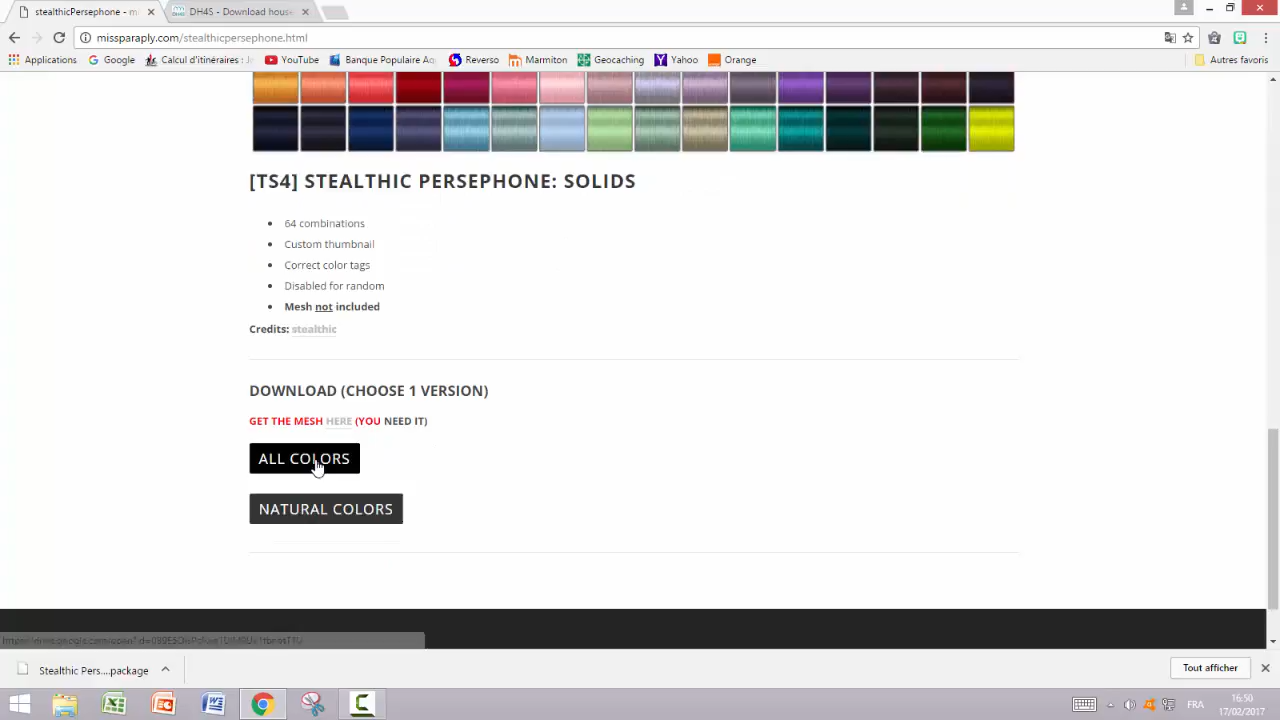 stealthicPersephone - m
DH4S - Download hous
missparaply.com/stealthicpersephone.html
Applications Google Calcul d'itinéraires : YouTube Banque Populaire Aq Reverso Marmiton Geocaching Yahoo Orange Autres favoris
[TS4] STEALTHIC PERSEPHONE: SOLIDS
64 combinations
Custom thumbnail
Correct color tags
Disabled for random
Mesh not included
Credits: stealthic
DOWNLOAD (CHOOSE 1 VERSION)
GET THE MESH HERE (YOU NEED IT)
ALL COLORS
NATURAL COLORS
Stealthic Pers....package
Tout afficher
FRA
16:50
17/02/2017